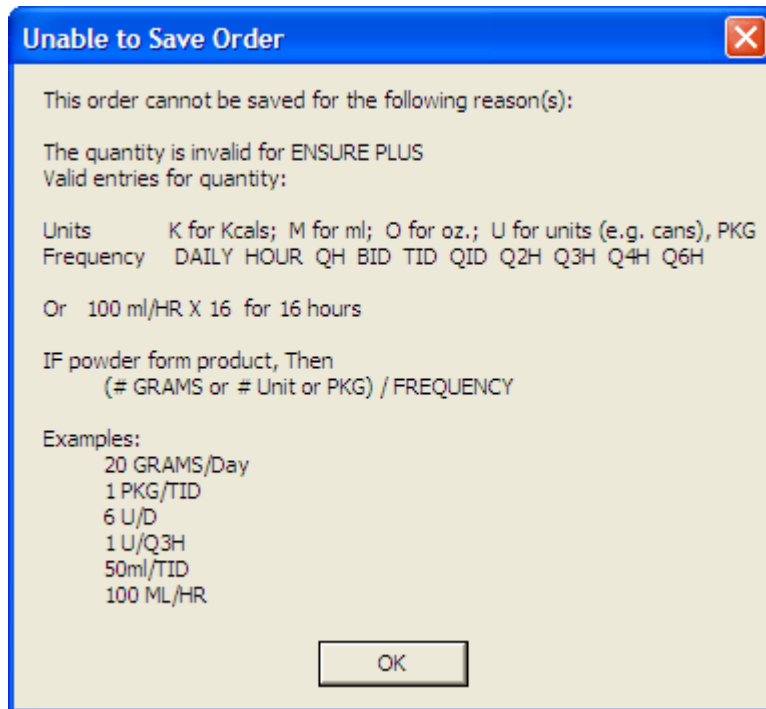 Unable to Save Order
This order cannot be saved for the following reason(s):
The quantity is invalid for ENSURE PLUS
Valid entries for quantity:
Units K for Kcals; M for ml; O for oz.; U for units (e.g. cans), PKG
Frequency DAILY HOUR QH BID TID QID Q2H Q3H Q4H Q6H
Or 100 ml/HR X 16 for 16 hours
IF powder form product, Then
(# GRAMS or # Unit or PKG) / FREQUENCY
Examples:
20 GRAMS/Day
1 PKG/TID
6 U/D
1 U/Q3H
50ml/TID
100 ML/HR
OK